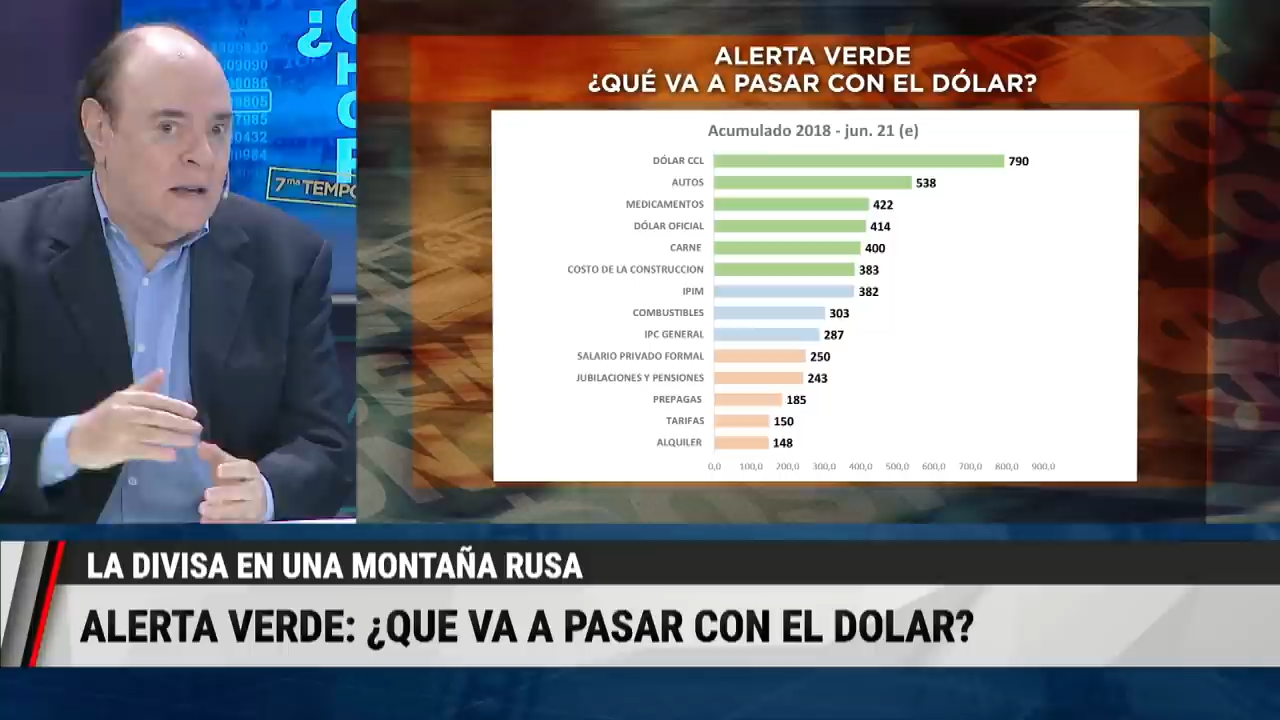 7ma TEMPO
ALERTA VERDE
¿QUÉ VA A PASAR CON EL DÓLAR?
Acumulado 2018 - jun. 21 (e)
DÓLAR CCL 790
AUTOS 538
MEDICAMENTOS 422
DÓLAR OFICIAL 414
CARNE 400
COSTO DE LA CONSTRUCCION 383
IPIM 382
COMBUSTIBLES 303
IPC GENERAL 287
SALARIO PRIVADO FORMAL 250
JUBILACIONES Y PENSIONES 243
PREPAGAS 185
TARIFAS 150
ALQUILER 148
0,0 100,0 200,0 300,0 400,0 500,0 600,0 700,0 800,0 900,0
LA DIVISA EN UNA MONTAÑA RUSA
ALERTA VERDE: ¿QUE VA A PASAR CON EL DOLAR?